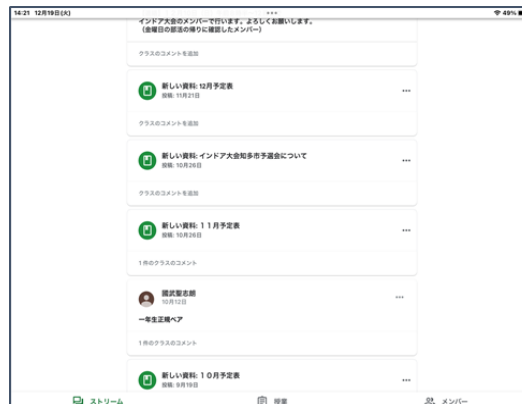 14:21 12月19日(火)
49%
インドア大会のメンバーで行います。よろしくお願いします。
(金曜日の部活の帰りに確認したメンバー)
クラスのコメントを追加
新しい資料: 12月予定表
投稿: 11月21日
クラスのコメントを追加
新しい資料: インドア大会知多市予選会について
投稿: 10月26日
クラスのコメントを追加
新しい資料: 11月予定表
投稿: 10月26日
1 件のクラスのコメント
國武聖志朗
10月12日
一年生正規ペア
1 件のクラスのコメント
新しい資料: 10月予定表
投稿: 9月19日
ストリーム
授業
メンバー